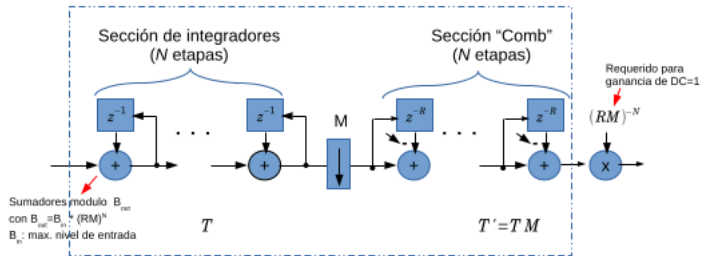 Sección de integradores
(N etapas)
Sección “Comb”
(N etapas)
Requerido para
ganancia de DC=1
z⁻¹
z⁻¹
M
z⁻ᴿ
z⁻ᴿ
(RM)⁻ᴺ
. . .
. . .
+
+
+
+
x
Sumadores modulo B_out
con B_out=B_in * (RM)ᴺ
B_in: max. nivel de entrada
T
T'=T M